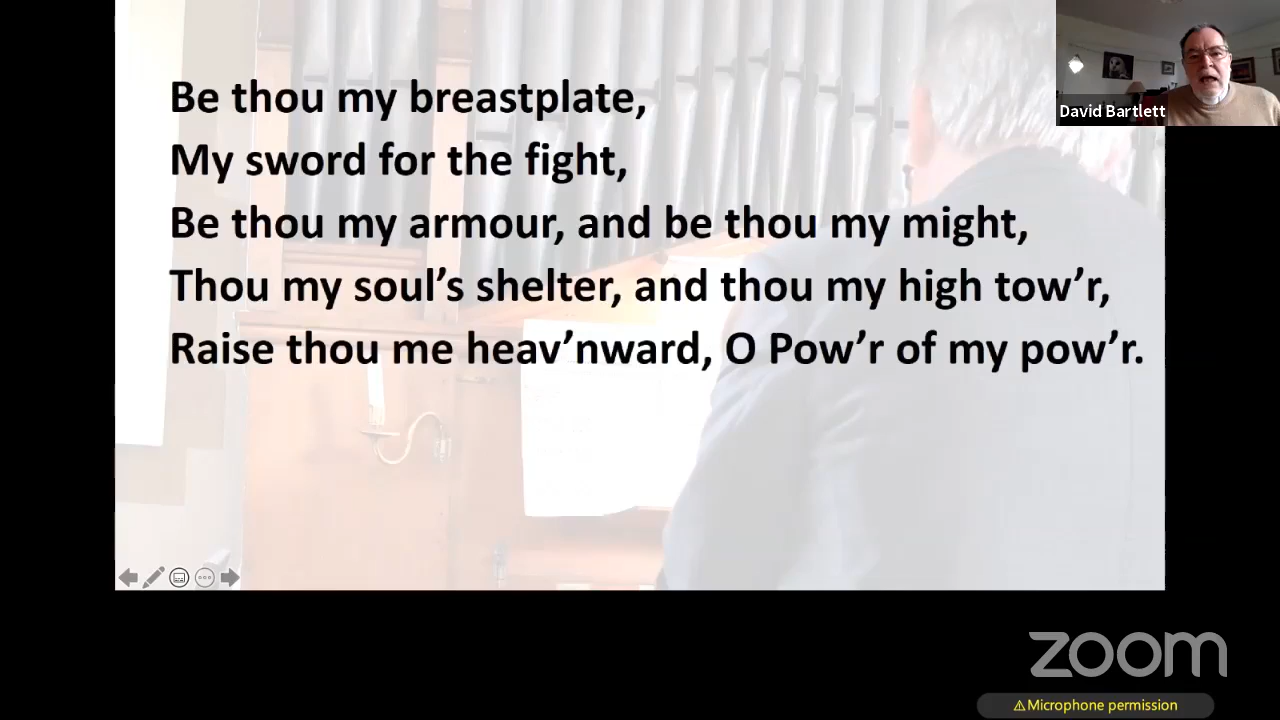 Be thou my breastplate,
My sword for the fight,
Be thou my armour, and be thou my might,
Thou my soul’s shelter, and thou my high tow’r,
Raise thou me heav’nward, O Pow’r of my pow’r.
David Bartlett
zoom
⚠Microphone permission